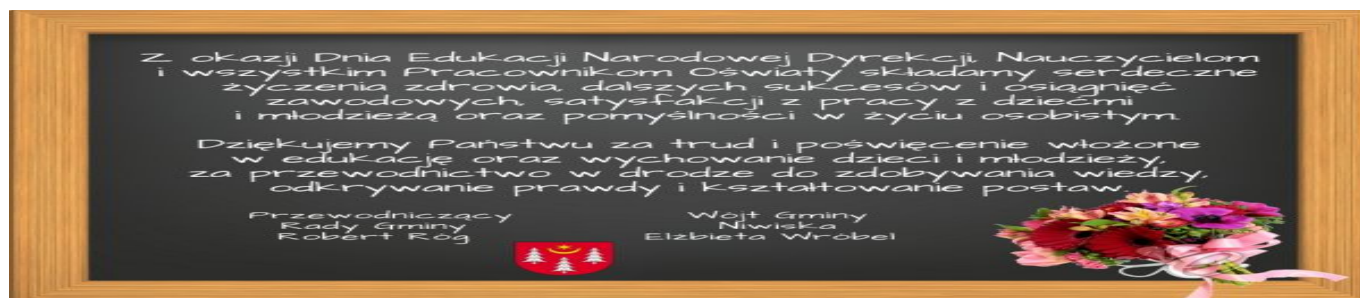 Z okazji Dnia Edukacji Narodowej Dyrekcji, Nauczycielom
i wszystkim Pracownikom Oświaty składamy serdeczne
życzenia zdrowia, dalszych sukcesów i osiągnięć
zawodowych, satysfakcji z pracy z dziećmi
i młodzieżą oraz pomyślności w życiu osobistym.
Dziękujemy Państwu za trud i poświęcenie włożone
w edukację oraz wychowanie dzieci i młodzieży,
za przewodnictwo w drodze do zdobywania wiedzy,
odkrywanie prawdy i kształtowanie postaw.
Przewodniczący
Rady Gminy
Robert Róg
Wójt Gminy
Niwiska
Elżbieta Wróbel